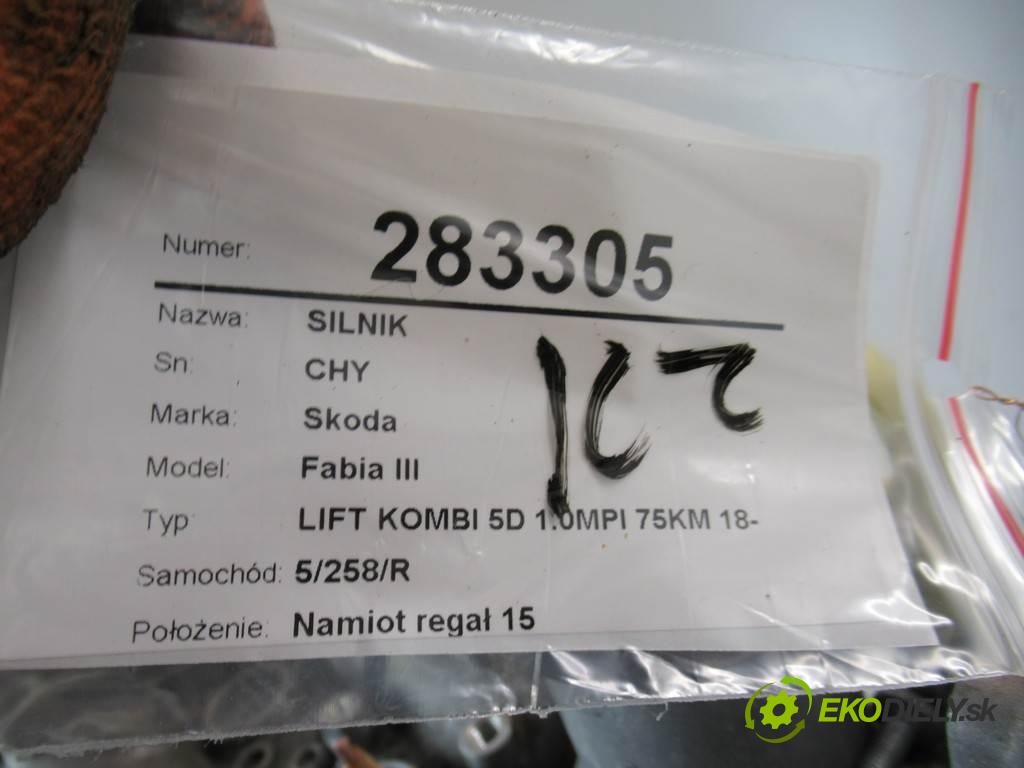 Numer: 283305
Nazwa: SILNIK
Sn: CHY
Marka: Skoda
Model: Fabia III
Typ LIFT KOMBI 5D 1.0MPI 75KM 18-
Samochód: 5/258/R
Położenie: Namiot regał 15
EKODIELY.sk